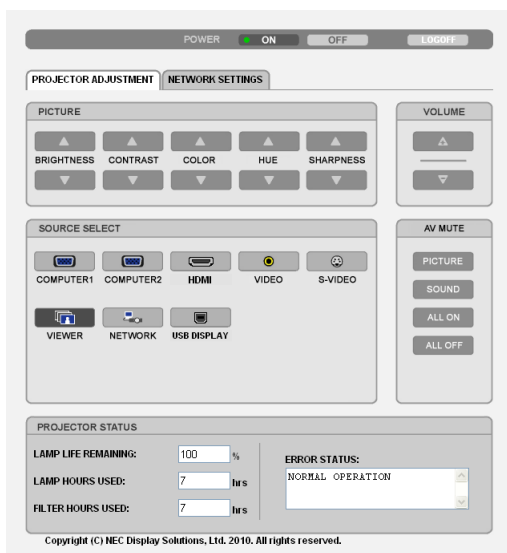 POWER ON OFF LOGOFF
PROJECTOR ADJUSTMENT NETWORK SETTINGS
PICTURE
BRIGHTNESS CONTRAST COLOR HUE SHARPNESS
VOLUME
SOURCE SELECT
COMPUTER1 COMPUTER2 HDMI VIDEO S-VIDEO
VIEWER NETWORK USB DISPLAY
AV MUTE
PICTURE
SOUND
ALL ON
ALL OFF
PROJECTOR STATUS
LAMP LIFE REMAINING: 100 %
LAMP HOURS USED: 7 hrs
FILTER HOURS USED: 7 hrs
ERROR STATUS:
NORMAL OPERATION
Copyright (C) NEC Display Solutions, Ltd. 2010. All rights reserved.